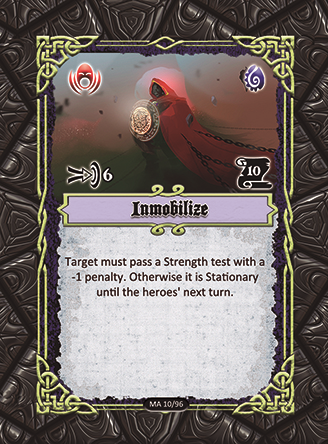 6
10
Inmobilize
Target must pass a Strength test with a
-1 penalty. Otherwise it is Stationary
until the heroes' next turn.
MA 10/96